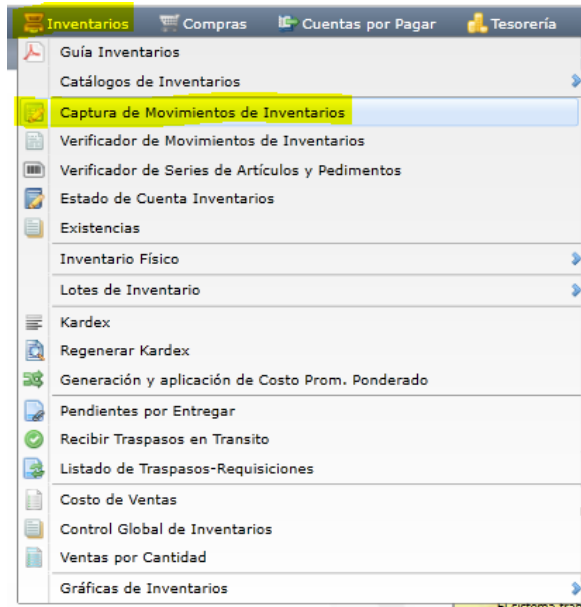 Inventarios Compras Cuentas por Pagar Tesorería
Guía Inventarios
Catálogos de Inventarios
Captura de Movimientos de Inventarios
Verificador de Movimientos de Inventarios
Verificador de Series de Artículos y Pedimentos
Estado de Cuenta Inventarios
Existencias
Inventario Físico
Lotes de Inventario
Kardex
Regenerar Kardex
Generación y aplicación de Costo Prom. Ponderado
Pendientes por Entregar
Recibir Traspasos en Transito
Listado de Traspasos-Requisiciones
Costo de Ventas
Control Global de Inventarios
Ventas por Cantidad
Gráficas de Inventarios